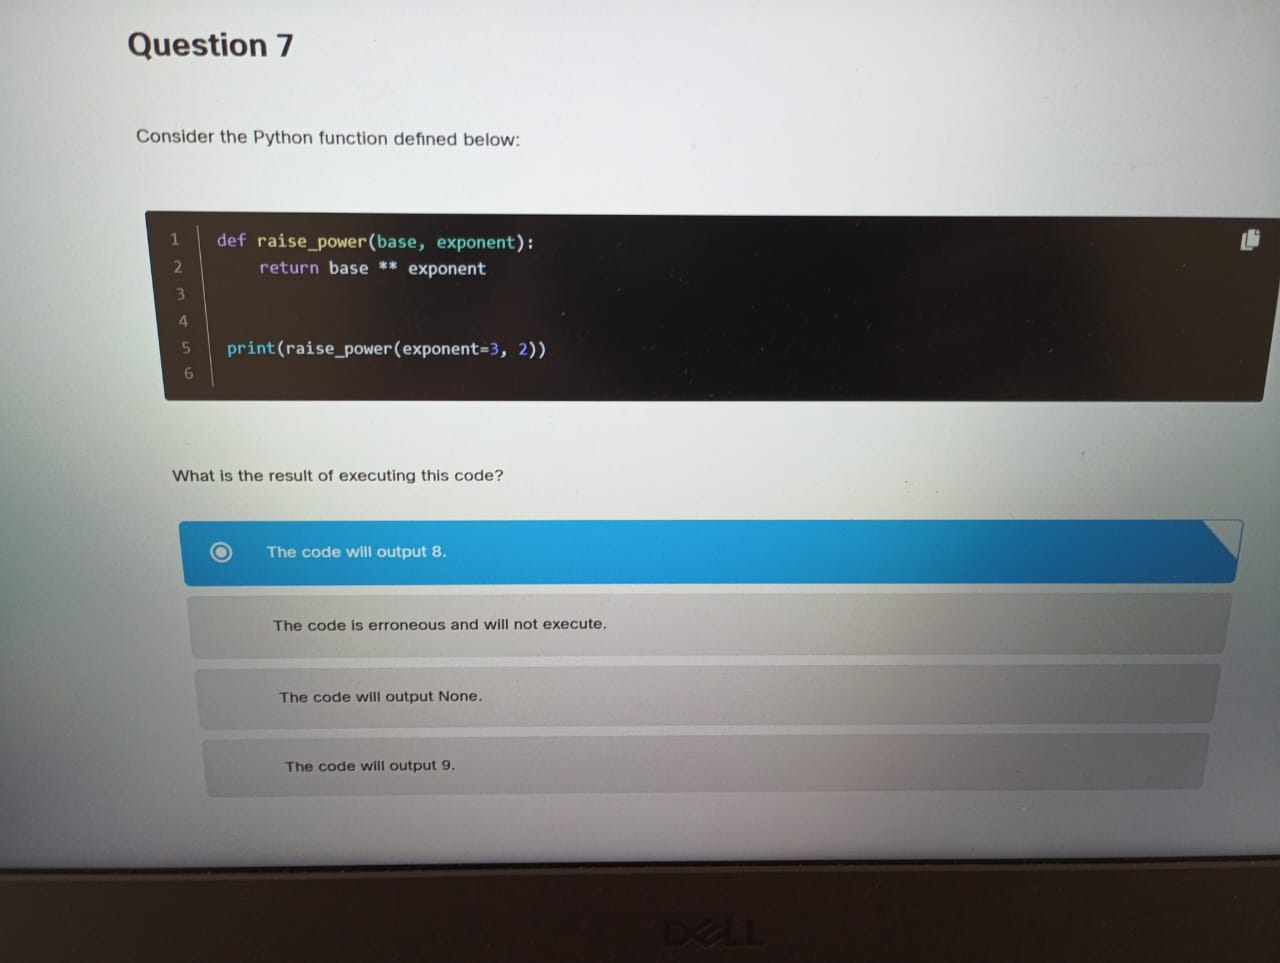 Question 7
Consider the Python function defined below:
1 def raise_power(base, exponent):
2     return base ** exponent
3
4
5 print(raise_power(exponent=3, 2))
6
What is the result of executing this code?
The code will output 8.
The code is erroneous and will not execute.
The code will output None.
The code will output 9.
DELL